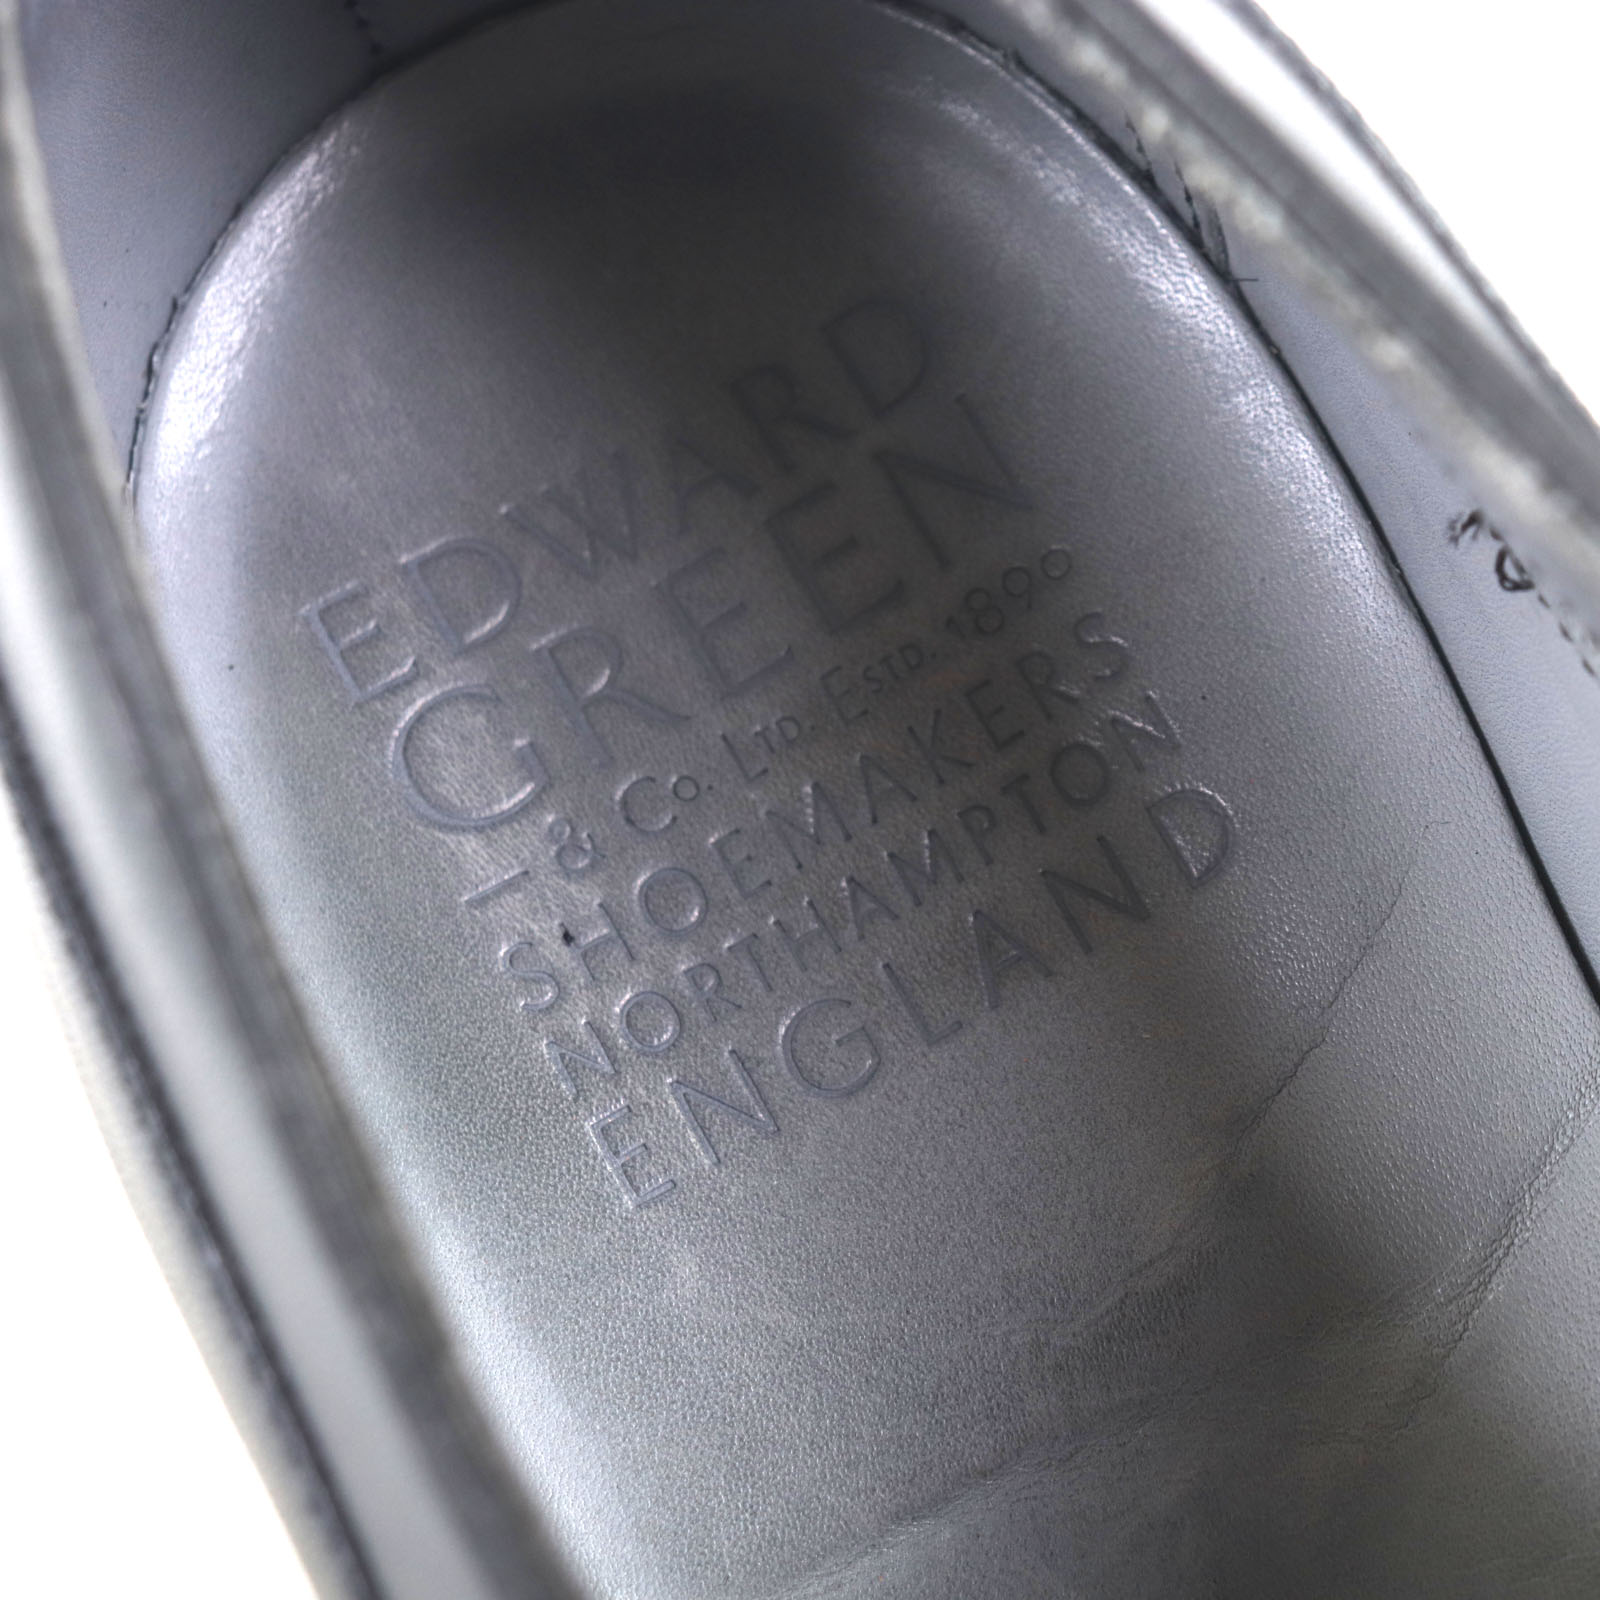 EDWARD
GREEN
& Co. LTD. ESTD. 1890
SHOEMAKERS
NORTHAMPTON
ENGLAND